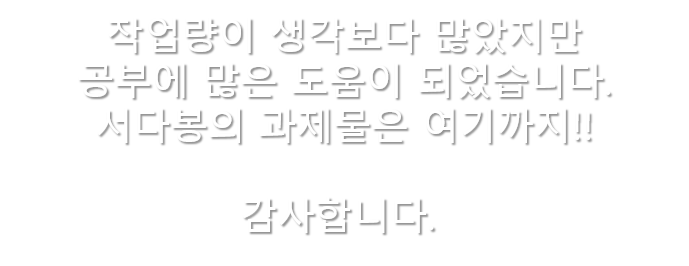 작업량이 생각보다 많았지만
공부에 많은 도움이 되었습니다.
서다봉의 과제물은 여기까지!!
감사합니다.